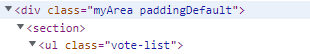 ▼<div class="myArea paddingDefault">
▼<section>
▼<ul class="vote-list">